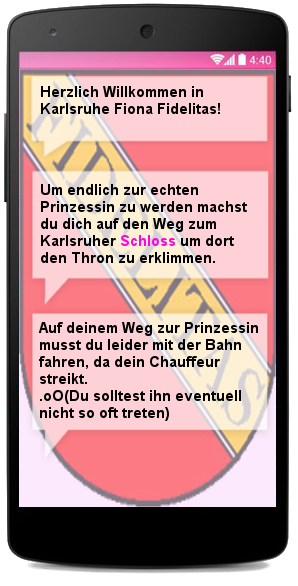 4:40
Herzlich Willkommen in
Karlsruhe Fiona Fidelitas!
Um endlich zur echten
Prinzessin zu werden machst
du dich auf den Weg zum
Karlsruher Schloss um dort
den Thron zu erklimmen.
Auf deinem Weg zur Prinzessin
musst du leider mit der Bahn
fahren, da dein Chauffeur
streikt.
.oO(Du solltest ihn eventuell
nicht so oft treten)
FIDELITAS